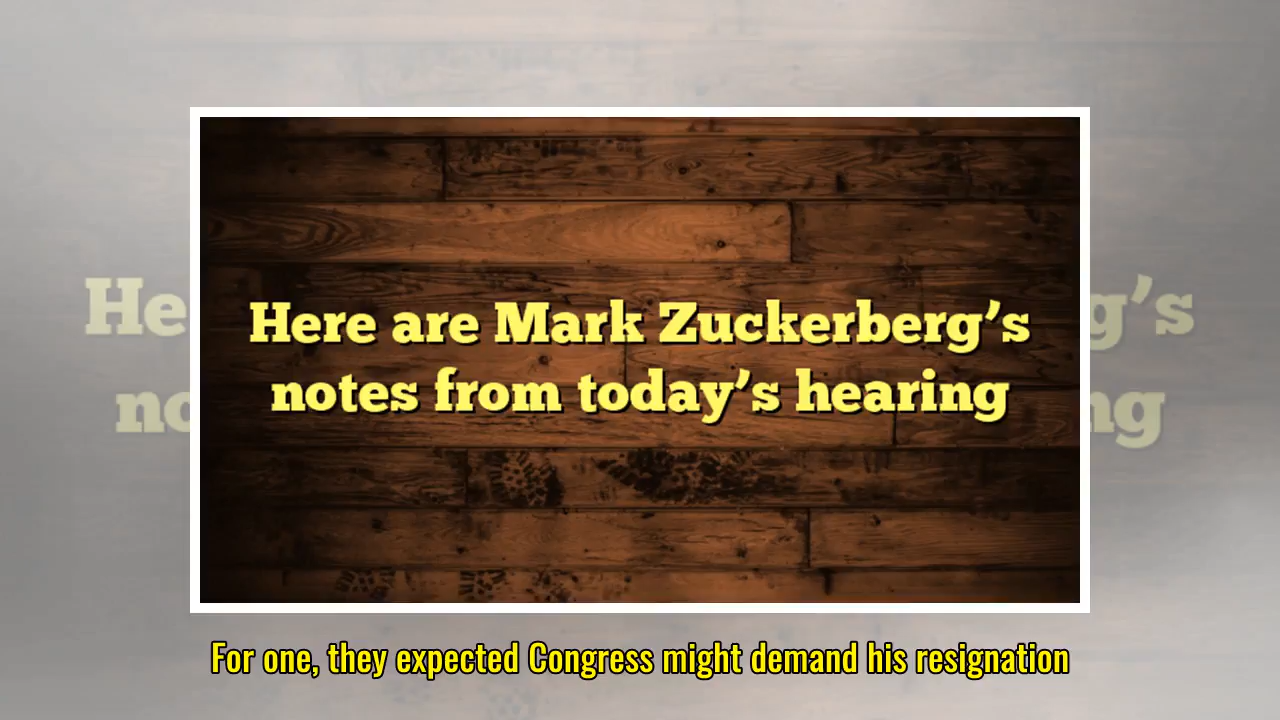 Here are Mark Zuckerberg’s
notes from today’s hearing
For one, they expected Congress might demand his resignation